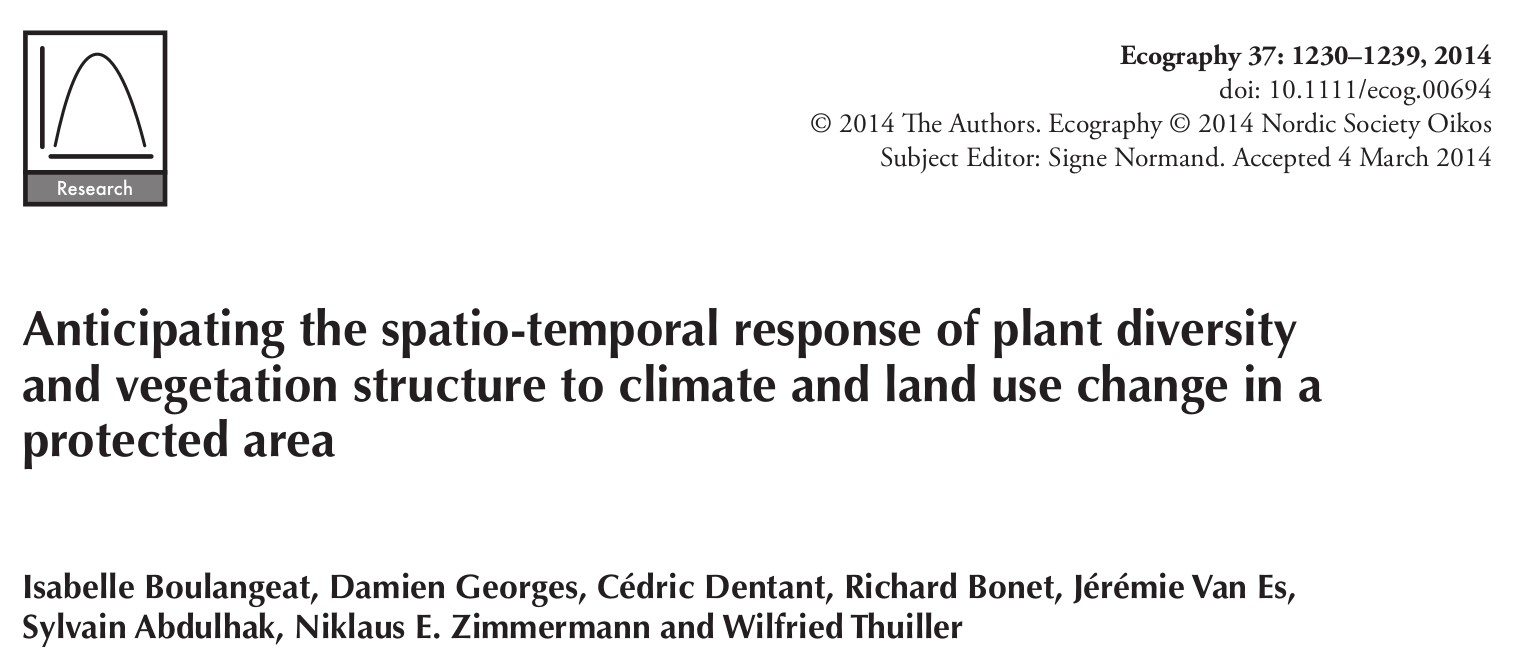 Research
Ecography 37: 1230–1239, 2014
doi: 10.1111/ecog.00694
© 2014 The Authors. Ecography © 2014 Nordic Society Oikos
Subject Editor: Signe Normand. Accepted 4 March 2014
Anticipating the spatio-temporal response of plant diversity
and vegetation structure to climate and land use change in a
protected area
Isabelle Boulangeat, Damien Georges, Cédric Dentant, Richard Bonet, Jérémie Van Es,
Sylvain Abdulhak, Niklaus E. Zimmermann and Wilfried Thuiller